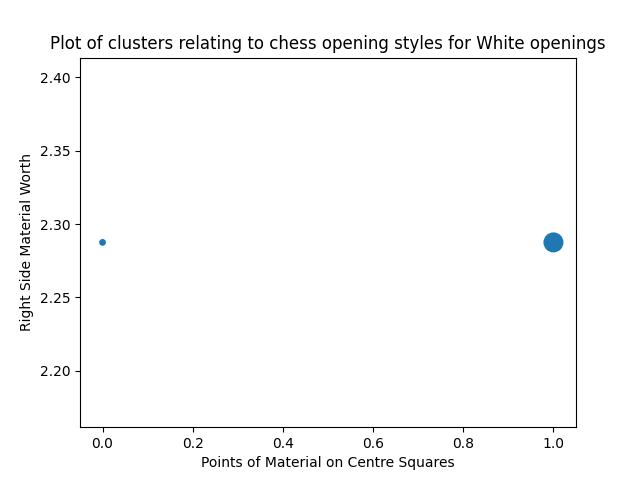 Plot of clusters relating to chess opening styles for White openings
2.40
2.35
2.30
2.25
2.20
Right Side Material Worth
0.0 0.2 0.4 0.6 0.8 1.0
Points of Material on Centre Squares